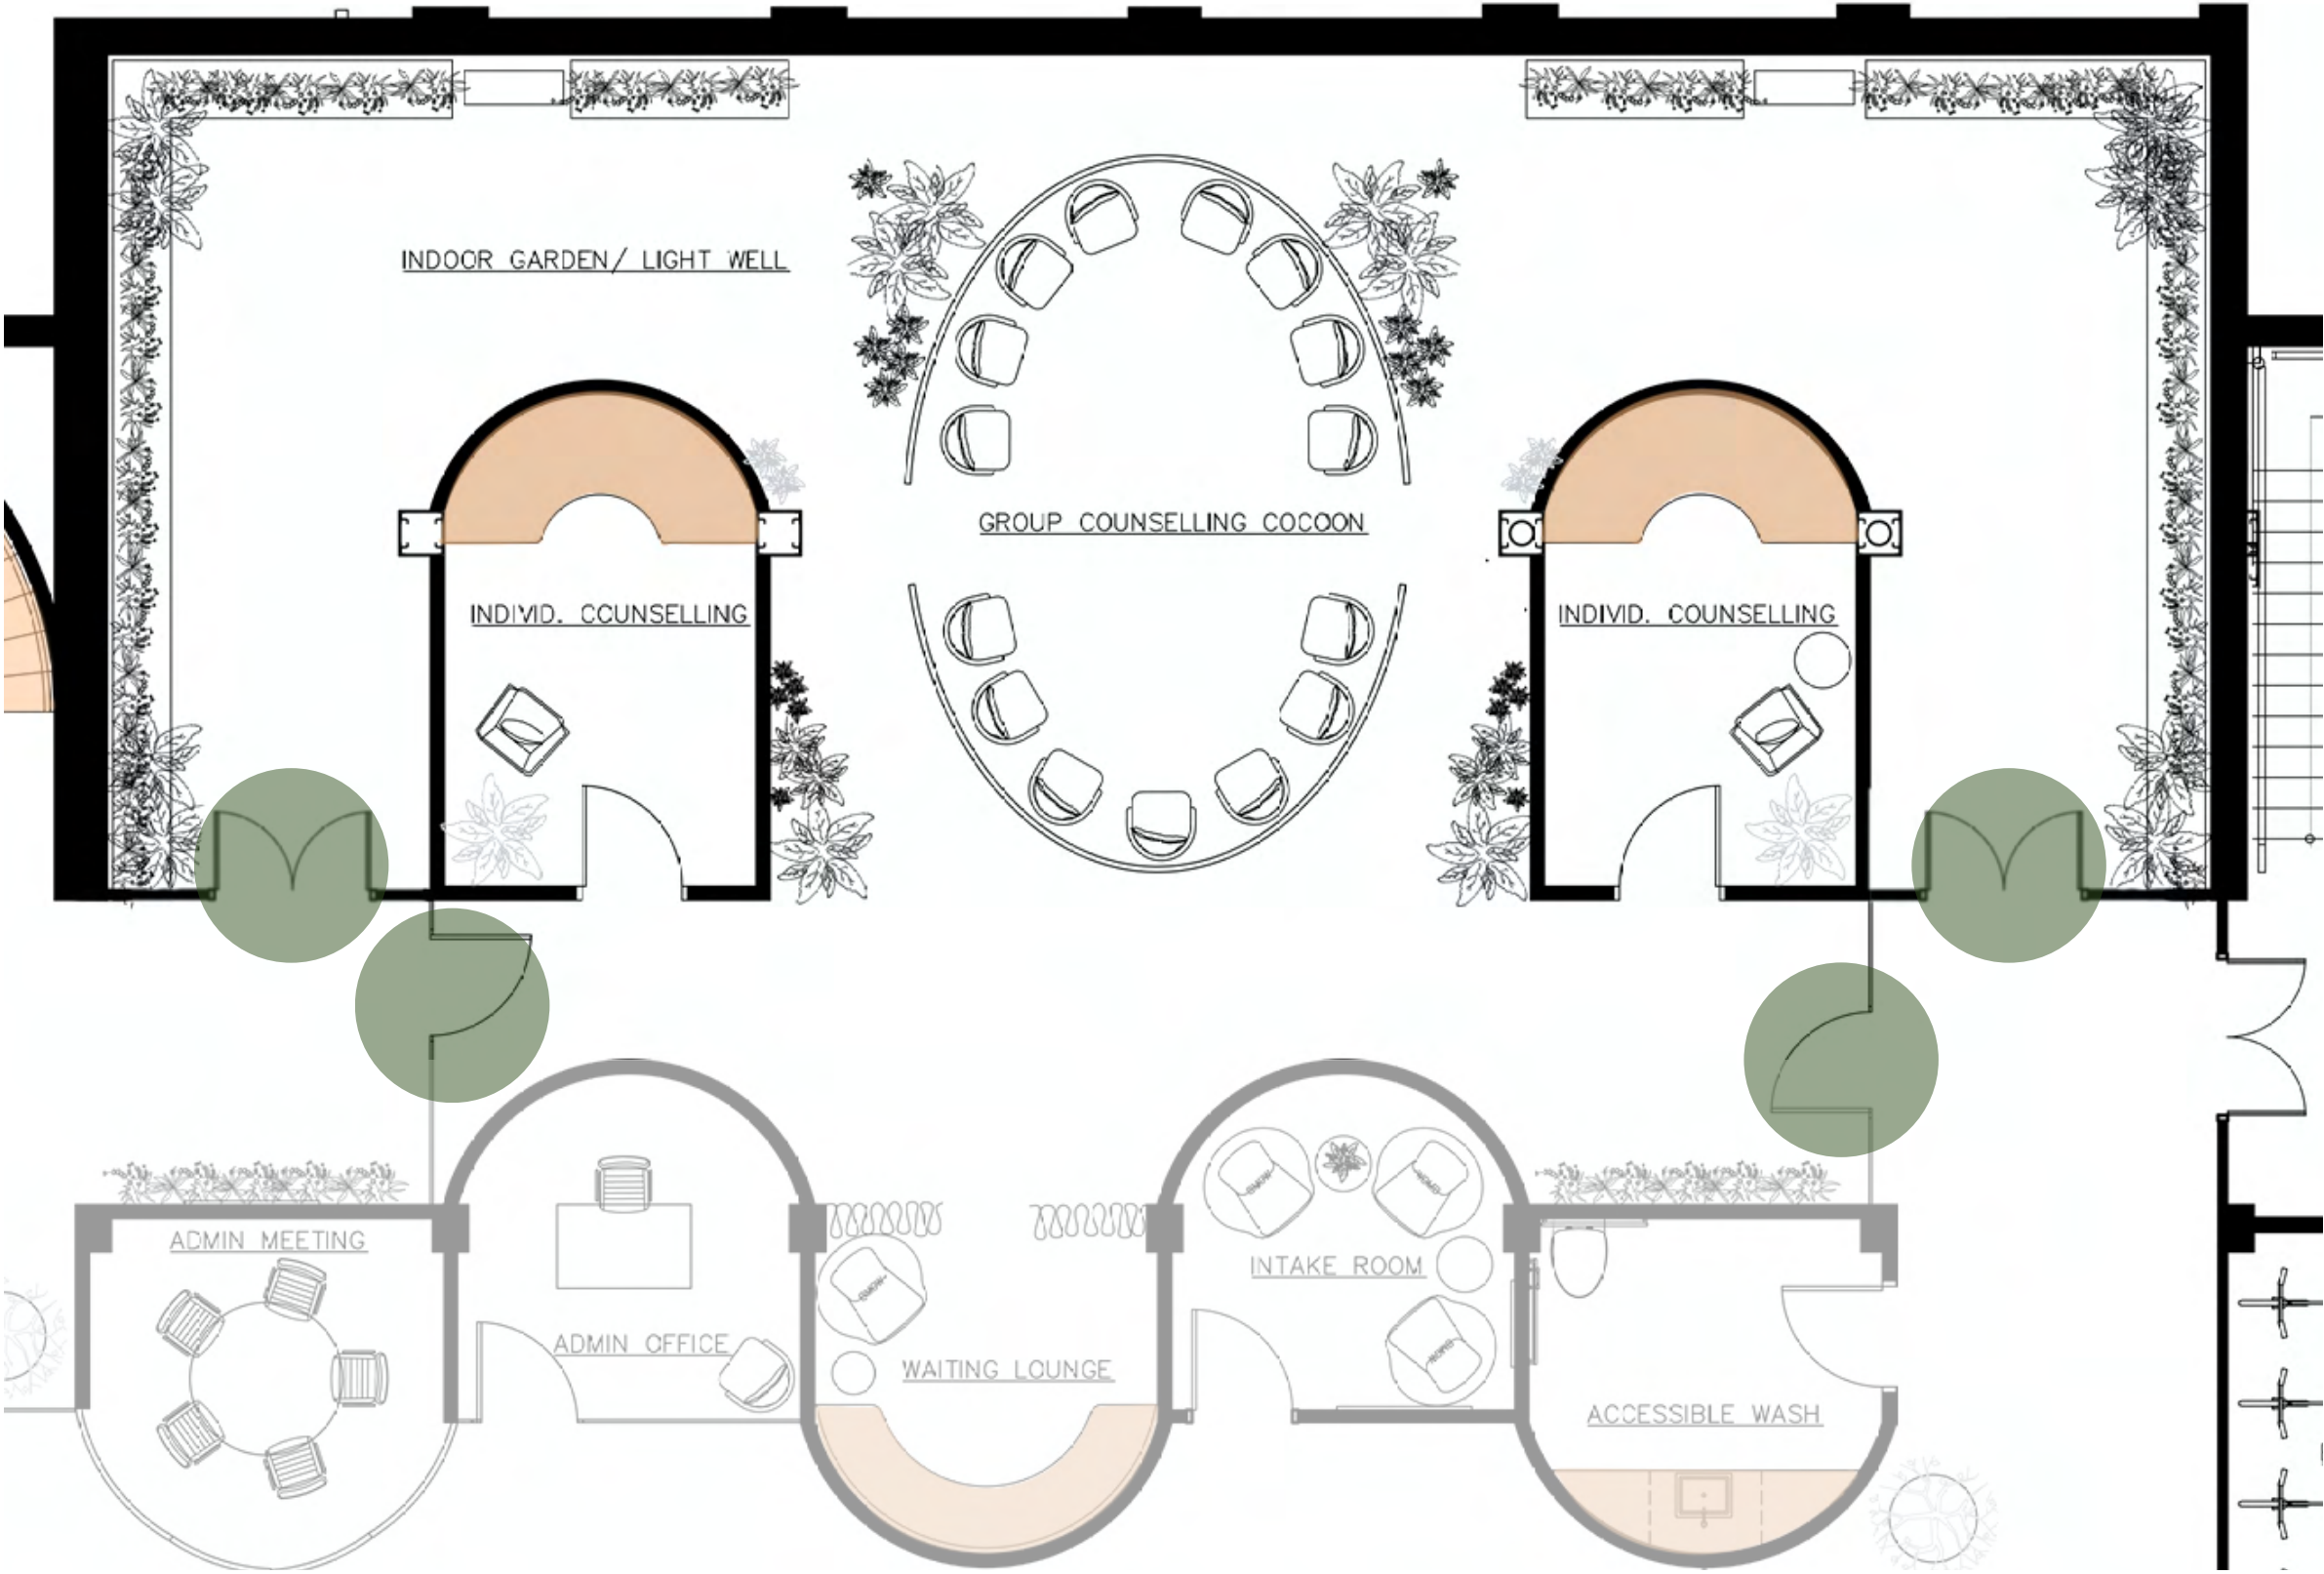 INDOOR GARDEN/ LIGHT WELL
GROUP COUNSELLING COCOON
INDIVID. COUNSELLING
INDIVID. COUNSELLING
ADMIN MEETING
INTAKE ROOM
ADMIN OFFICE
WAITING LOUNGE
ACCESSIBLE WASH